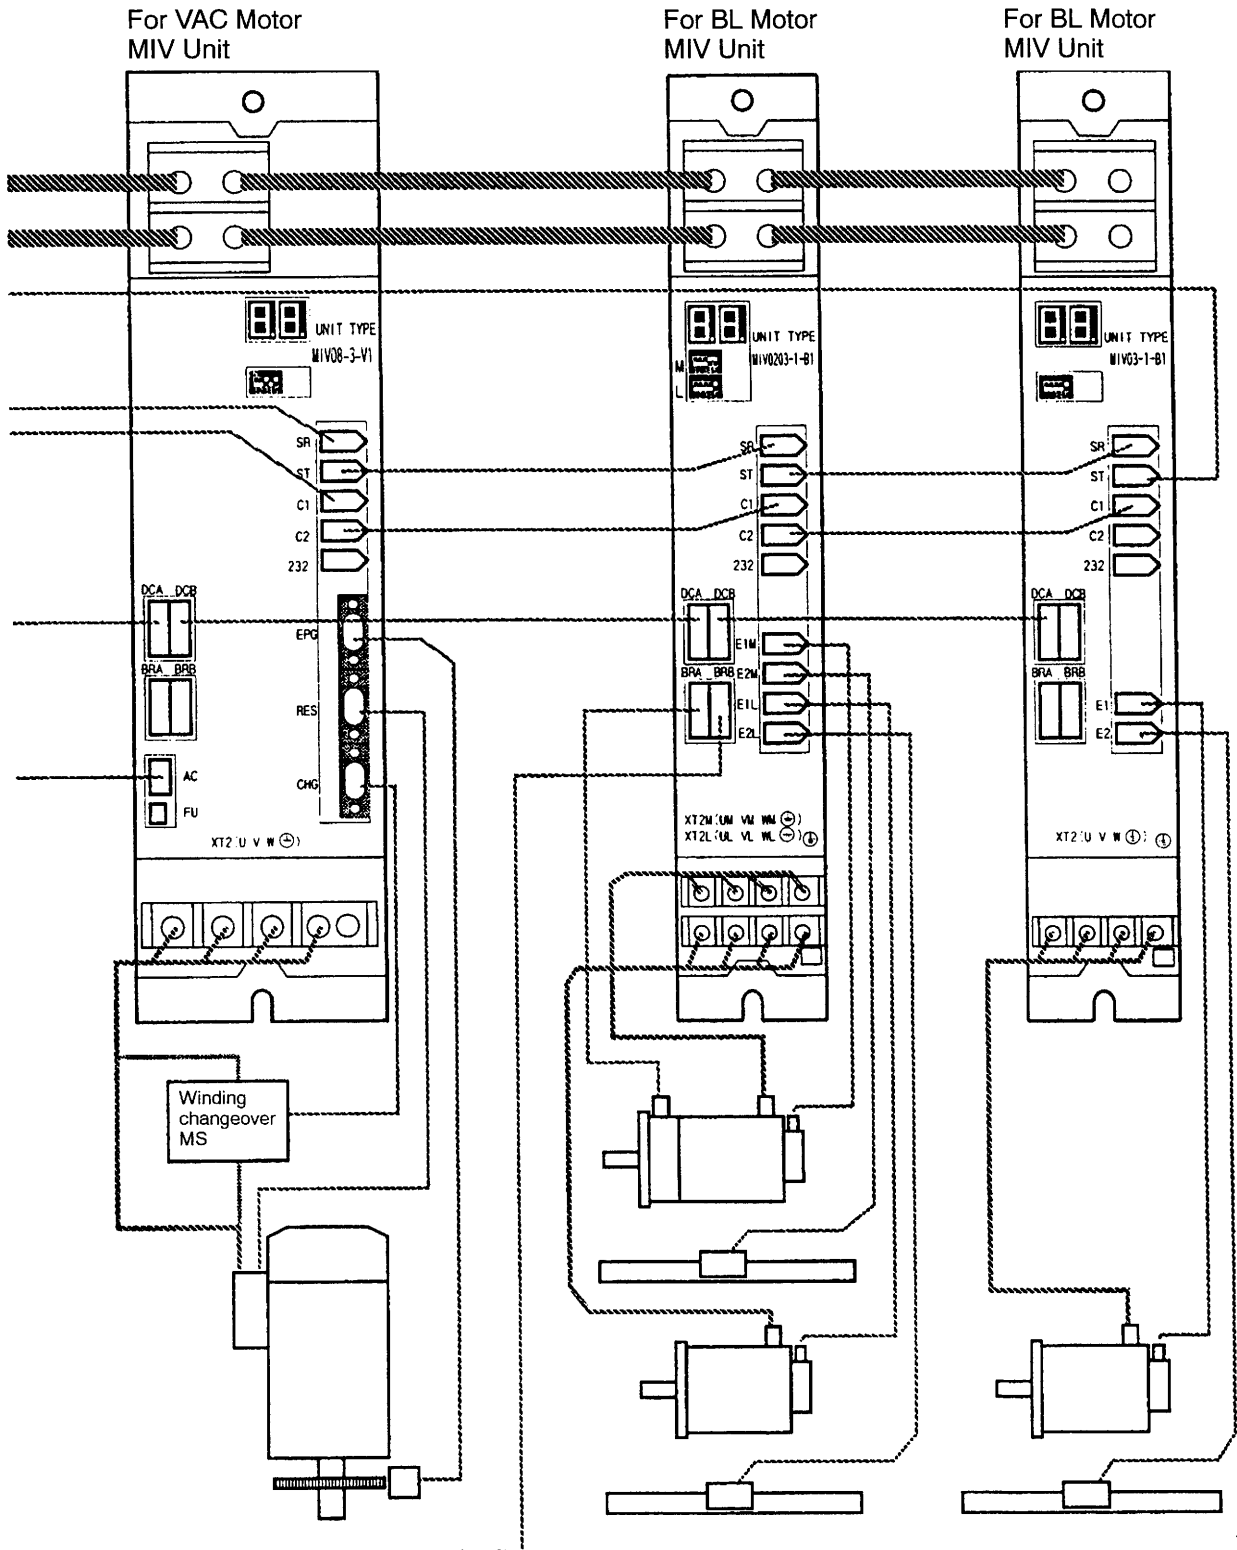 For VAC Motor
MIV Unit
For BL Motor
MIV Unit
For BL Motor
MIV Unit
UNIT TYPE
MIV08-3-V1
SR
ST
C1
C2
232
DCA DCB
EPG
BRA BRB
RES
AC
CHG
FU
XT2(U V W)
UNIT TYPE
MIV0203-1-B1
M
L
SR
ST
C1
C2
232
DCA DCB
E1M
BRA BRB E2M
E1L
E2L
XT2M(UM VM WM)
XT2L(UL VL WL)
UNIT TYPE
MIV03-1-B1
SR
ST
C1
C2
232
DCA DCB
BRA BRB
E1
E2
XT2(U V W)
Winding
changeover
MS